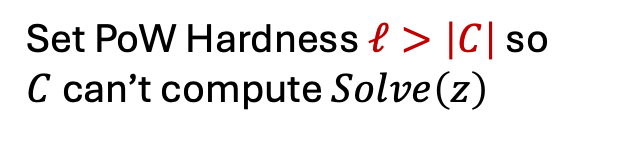 Set PoW Hardness ℓ > |C| so
C can't compute Solve(z)